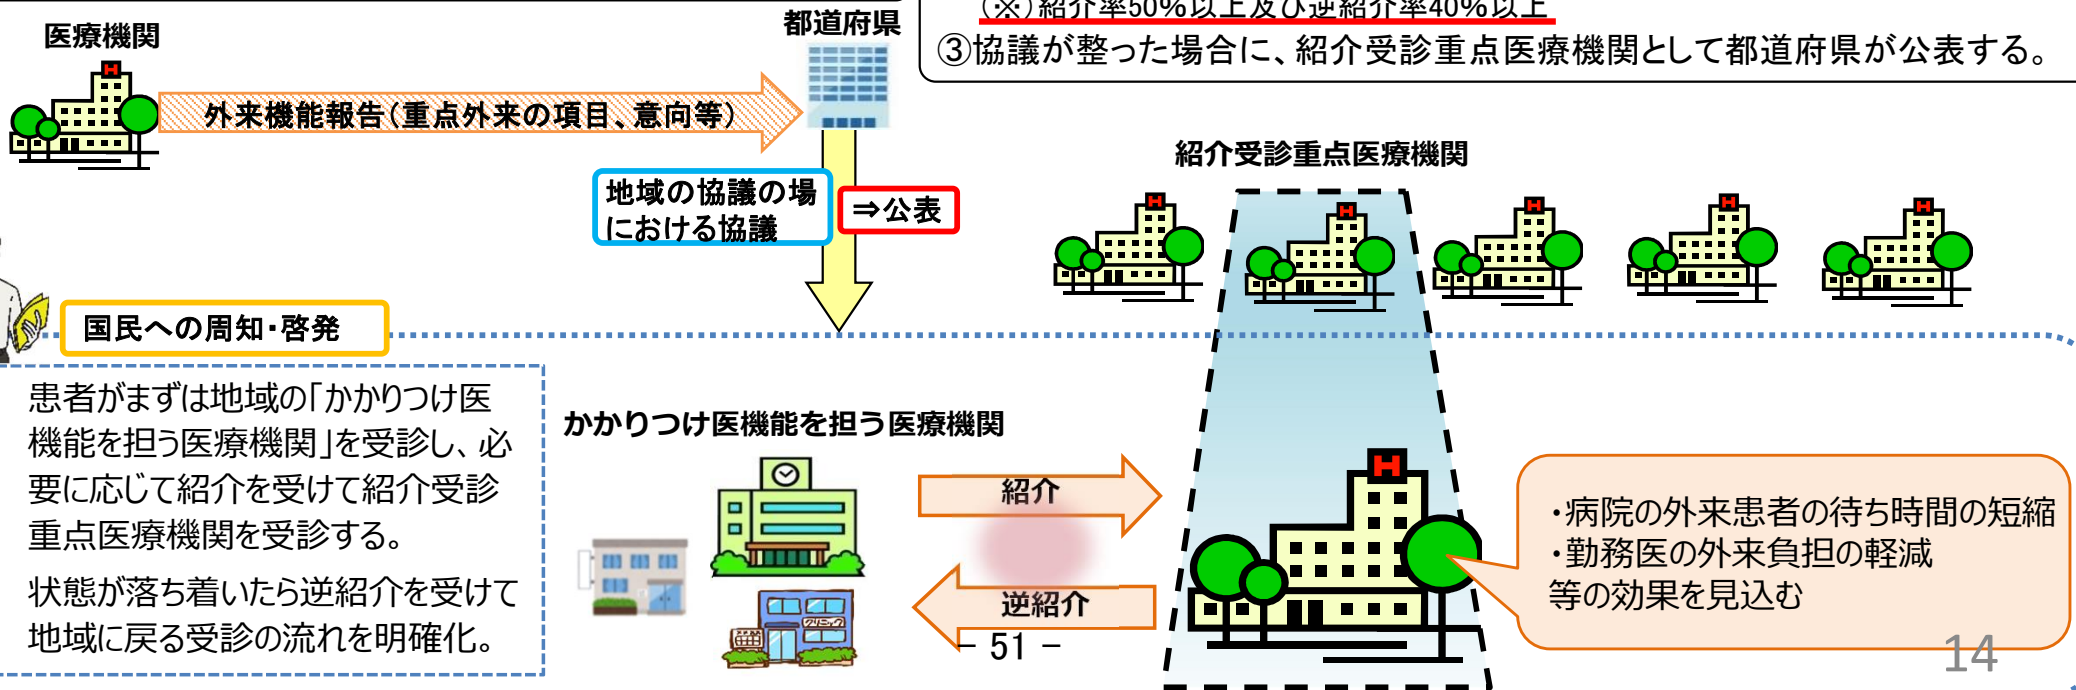 (※)紹介率50%以上及び逆紹介率40%以上
③協議が整った場合に、紹介受診重点医療機関として都道府県が公表する。
医療機関
都道府県
外来機能報告(重点外来の項目、意向等)
地域の協議の場
における協議
⇒公表
紹介受診重点医療機関
国民への周知・啓発
患者がまずは地域の「かかりつけ医
機能を担う医療機関」を受診し、必
要に応じて紹介を受けて紹介受診
重点医療機関を受診する。
状態が落ち着いたら逆紹介を受けて
地域に戻る受診の流れを明確化。
かかりつけ医機能を担う医療機関
クリニック
紹介
逆紹介
・病院の外来患者の待ち時間の短縮
・勤務医の外来負担の軽減
等の効果を見込む
- 51 -
14